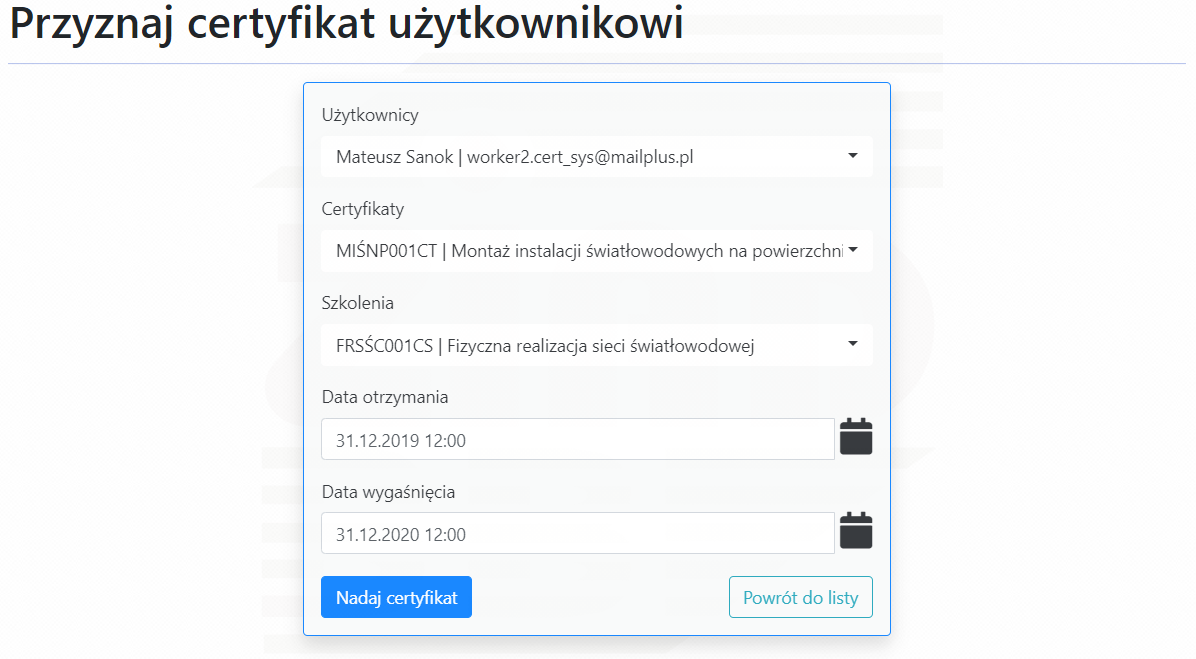 Przyznaj certyfikat użytkownikowi
Użytkownicy
Mateusz Sanok | worker2.cert_sys@mailplus.pl
Certyfikaty
MIŚNP001CT | Montaż instalacji światłowodowych na powierzchni
Szkolenia
FRSŚC001CS | Fizyczna realizacja sieci światłowodowej
Data otrzymania
31.12.2019 12:00
Data wygaśnięcia
31.12.2020 12:00
Nadaj certyfikat
Powrót do listy